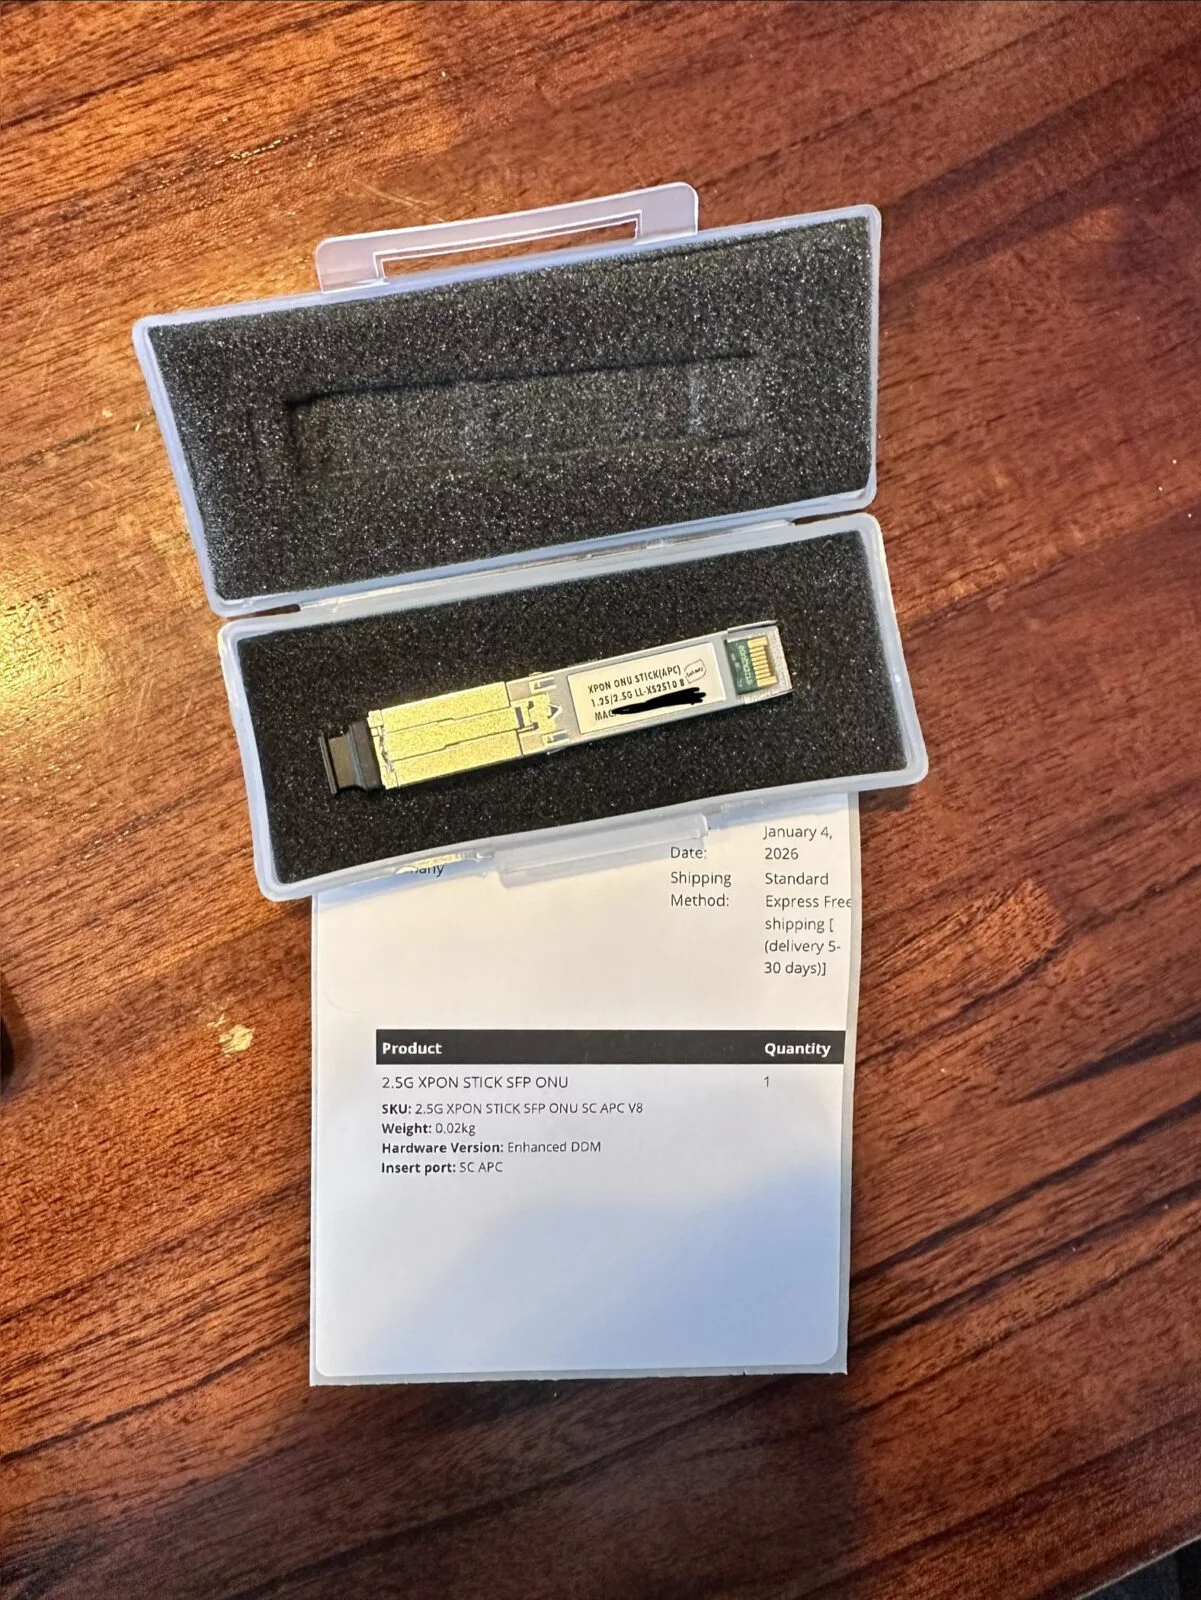 XPON ONU STICK(APC)
1.25/2.5G LL-XS2510 B
MAC
January 4,
Date: 2026
Shipping Standard
Method: Express Free
shipping [
(delivery 5-
30 days)]
Product Quantity
2.5G XPON STICK SFP ONU 1
SKU: 2.5G XPON STICK SFP ONU SC APC V8
Weight: 0.02kg
Hardware Version: Enhanced DDM
Insert port: SC APC